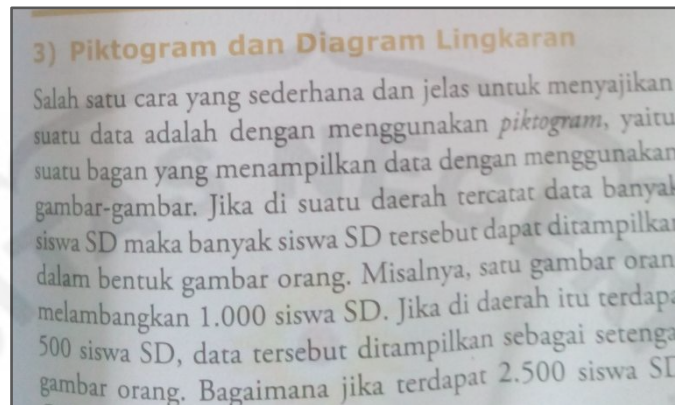 3) Piktogram dan Diagram Lingkaran
Salah satu cara yang sederhana dan jelas untuk menyajikan
suatu data adalah dengan menggunakan piktogram, yaitu
suatu bagan yang menampilkan data dengan menggunakan
gambar-gambar. Jika di suatu daerah tercatat data banyak
siswa SD maka banyak siswa SD tersebut dapat ditampilkan
dalam bentuk gambar orang. Misalnya, satu gambar oran
melambangkan 1.000 siswa SD. Jika di daerah itu terdapa
500 siswa SD, data tersebut ditampilkan sebagai setenga
gambar orang. Bagaimana jika terdapat 2.500 siswa SD